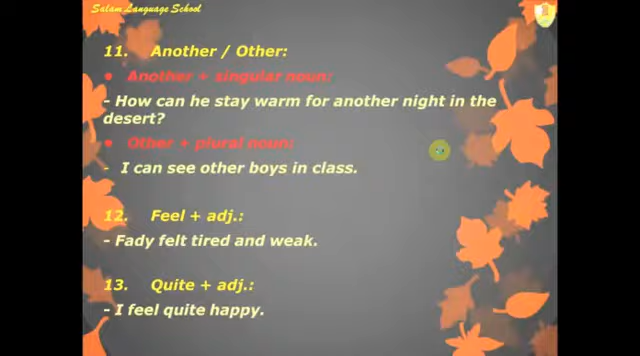 Salam Language School
11. Another / Other:
• Another + singular noun:
- How can he stay warm for another night in the
desert?
• Other + plural noun:
- I can see other boys in class.
12. Feel + adj.:
- Fady felt tired and weak.
13. Quite + adj.:
- I feel quite happy.